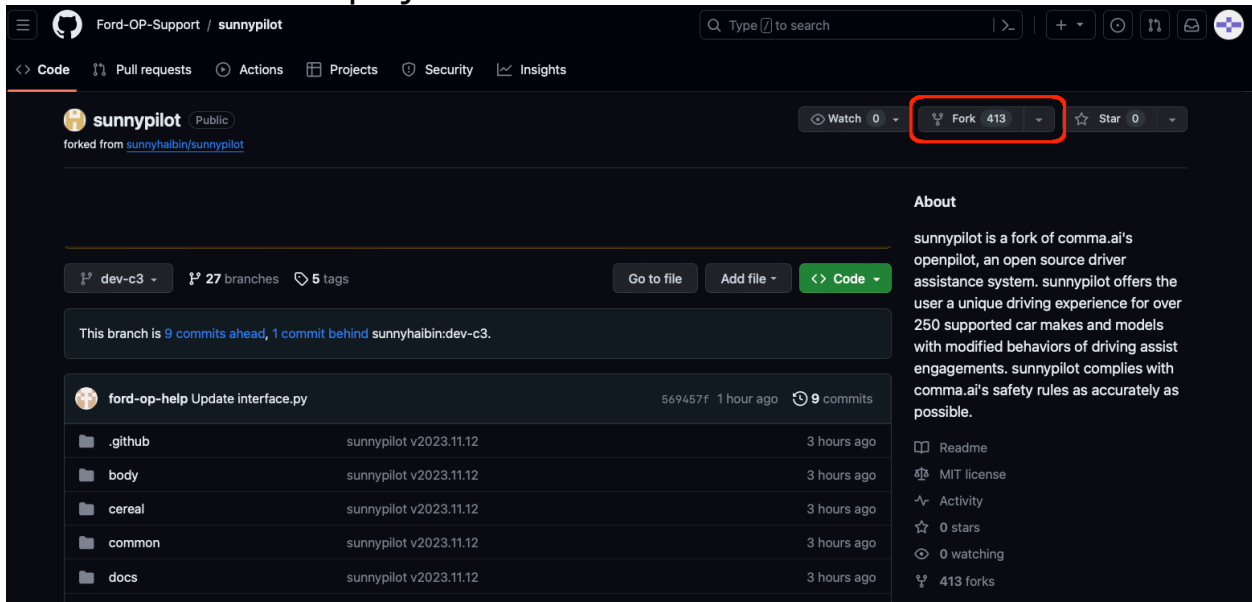 Ford-OP-Support / sunnypilot
Type / to search
Code Pull requests Actions Projects Security Insights
sunnypilot Public
Watch 0 Fork 413 Star 0
forked from sunnyhaibin/sunnypilot
dev-c3 27 branches 5 tags Go to file Add file Code
This branch is 9 commits ahead, 1 commit behind sunnyhaibin:dev-c3.
ford-op-help Update interface.py 569457f 1 hour ago 9 commits
.github sunnypilot v2023.11.12 3 hours ago
body sunnypilot v2023.11.12 3 hours ago
cereal sunnypilot v2023.11.12 3 hours ago
common sunnypilot v2023.11.12 3 hours ago
docs sunnypilot v2023.11.12 3 hours ago
About
sunnypilot is a fork of comma.ai's
openpilot, an open source driver
assistance system. sunnypilot offers the
user a unique driving experience for over
250 supported car makes and models
with modified behaviors of driving assist
engagements. sunnypilot complies with
comma.ai's safety rules as accurately as
possible.
Readme
MIT license
Activity
0 stars
0 watching
413 forks